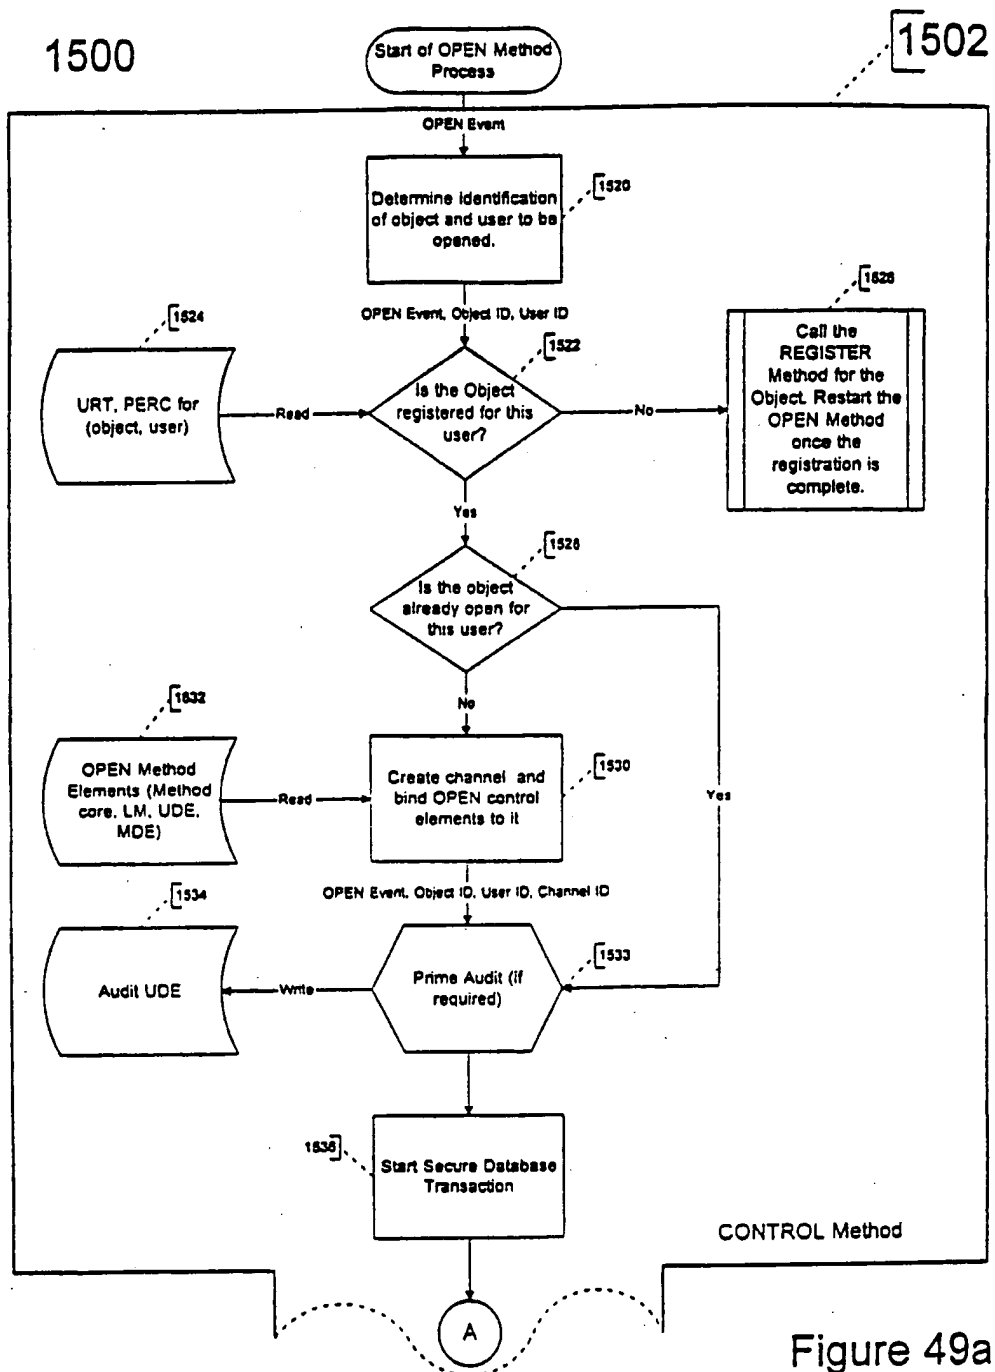 1500
1502
Start of OPEN Method
Process
OPEN Event
Determine identification
of object and user to be
opened.
1520
OPEN Event, Object ID, User ID
1524
URT, PERC for
(object, user)
Read
1522
Is the Object
registered for this
user?
No
1526
Call the
REGISTER
Method for the
Object. Restart the
OPEN Method
once the
registration is
complete.
Yes
1528
Is the object
already open for
this user?
No
Yes
1532
OPEN Method
Elements (Method
core, LM, UDE,
MDE)
Read
Create channel and
bind OPEN control
elements to it
1530
OPEN Event, Object ID, User ID, Channel ID
1534
Audit UDE
Write
Prime Audit (if
required)
1533
1536
Start Secure Database
Transaction
CONTROL Method
A
Figure 49a